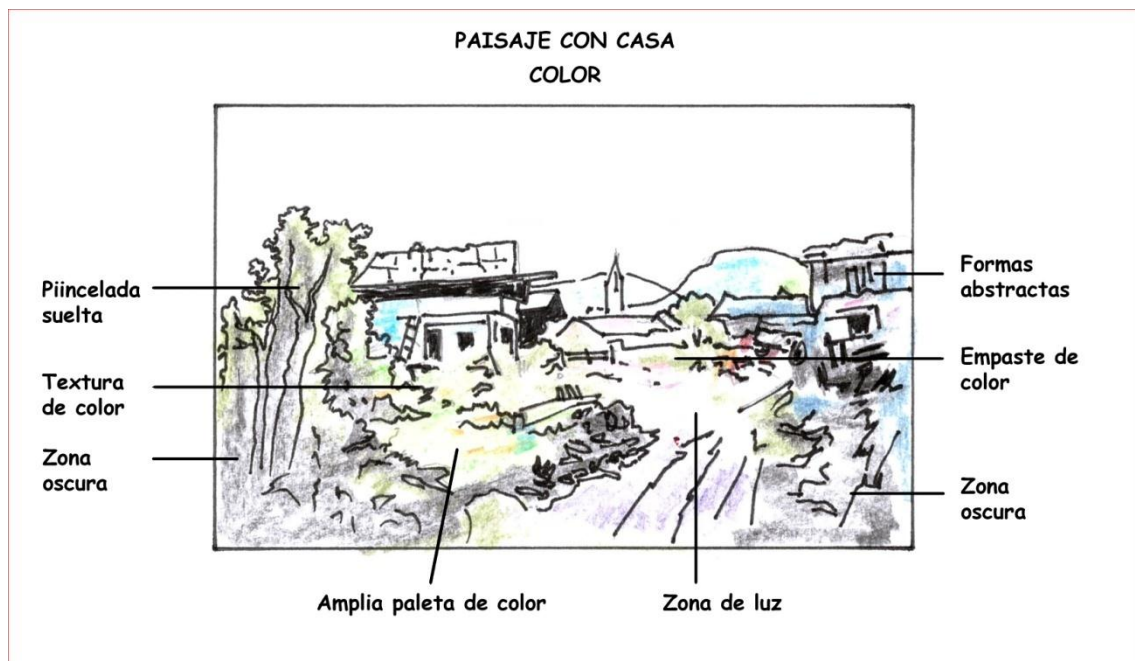 PAISAJE CON CASA
COLOR
Piincelada
suelta
Textura
de color
Zona
oscura
Formas
abstractas
Empaste de
color
Zona
oscura
Amplia paleta de color
Zona de luz